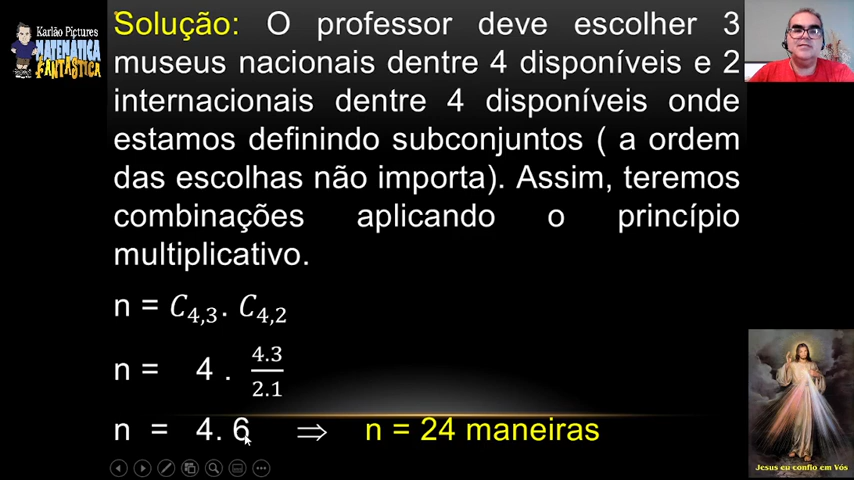 Karlão Pictures
MATEMÁTICA
FANTÁSTICA
Solução: O professor deve escolher 3
museus nacionais dentre 4 disponíveis e 2
internacionais dentre 4 disponíveis onde
estamos definindo subconjuntos ( a ordem
das escolhas não importa). Assim, teremos
combinações aplicando o princípio
multiplicativo.
n = C₄,₃. C₄,₂
n = 4 . 4.3/2.1
n = 4. 6 ⇒ n = 24 maneiras
Jesus eu confio em Vós